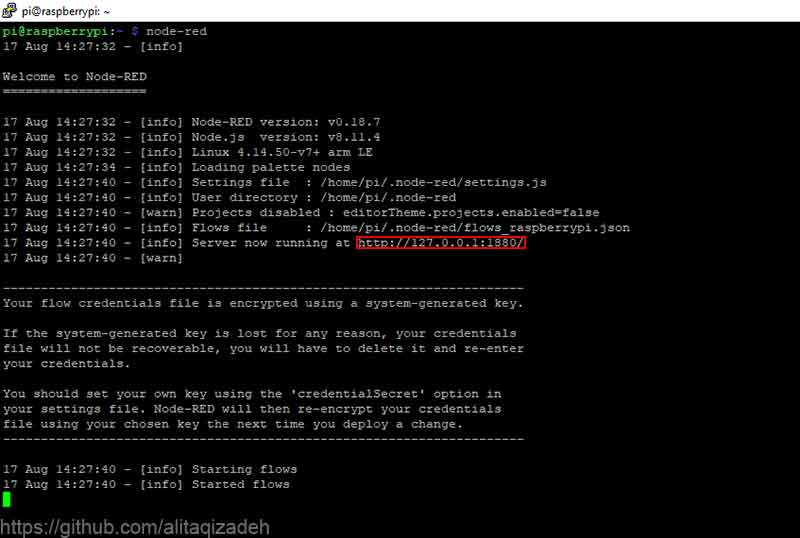 pi@raspberrypi: ~
pi@raspberrypi:~ $ node-red
17 Aug 14:27:32 - [info]
Welcome to Node-RED
===================
17 Aug 14:27:32 - [info] Node-RED version: v0.18.7
17 Aug 14:27:32 - [info] Node.js  version: v8.11.4
17 Aug 14:27:32 - [info] Linux 4.14.50-v7+ arm LE
17 Aug 14:27:34 - [info] Loading palette nodes
17 Aug 14:27:40 - [info] Settings file  : /home/pi/.node-red/settings.js
17 Aug 14:27:40 - [info] User directory : /home/pi/.node-red
17 Aug 14:27:40 - [warn] Projects disabled : editorTheme.projects.enabled=false
17 Aug 14:27:40 - [info] Flows file     : /home/pi/.node-red/flows_raspberrypi.json
17 Aug 14:27:40 - [info] Server now running at http://127.0.0.1:1880/
17 Aug 14:27:40 - [warn]
---------------------------------------------------------------------
Your flow credentials file is encrypted using a system-generated key.
If the system-generated key is lost for any reason, your credentials
file will not be recoverable, you will have to delete it and re-enter
your credentials.
You should set your own key using the 'credentialSecret' option in
your settings file. Node-RED will then re-encrypt your credentials
file using your chosen key the next time you deploy a change.
---------------------------------------------------------------------
17 Aug 14:27:40 - [info] Starting flows
17 Aug 14:27:40 - [info] Started flows
https://github.com/alitaqizadeh